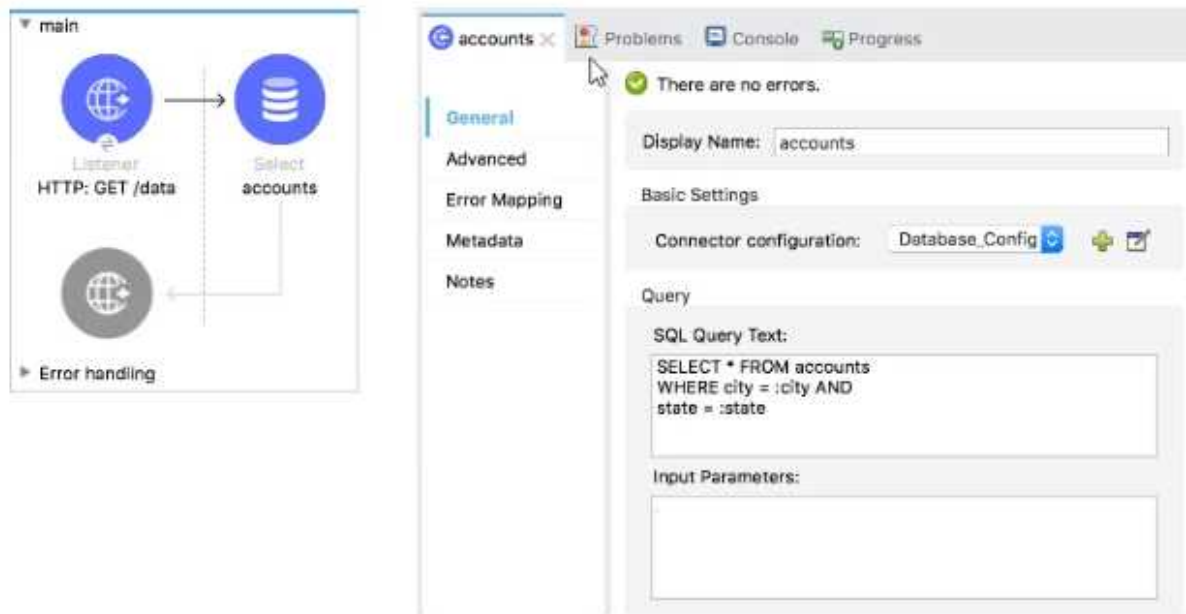 main
Listener
HTTP: GET /data
Select
accounts
Error handling
accounts
Problems
Console
Progress
General
Advanced
Error Mapping
Metadata
Notes
There are no errors.
Display Name: accounts
Basic Settings
Connector configuration: Database_Config
Query
SQL Query Text:
SELECT * FROM accounts
WHERE city = :city AND
state = :state
Input Parameters: